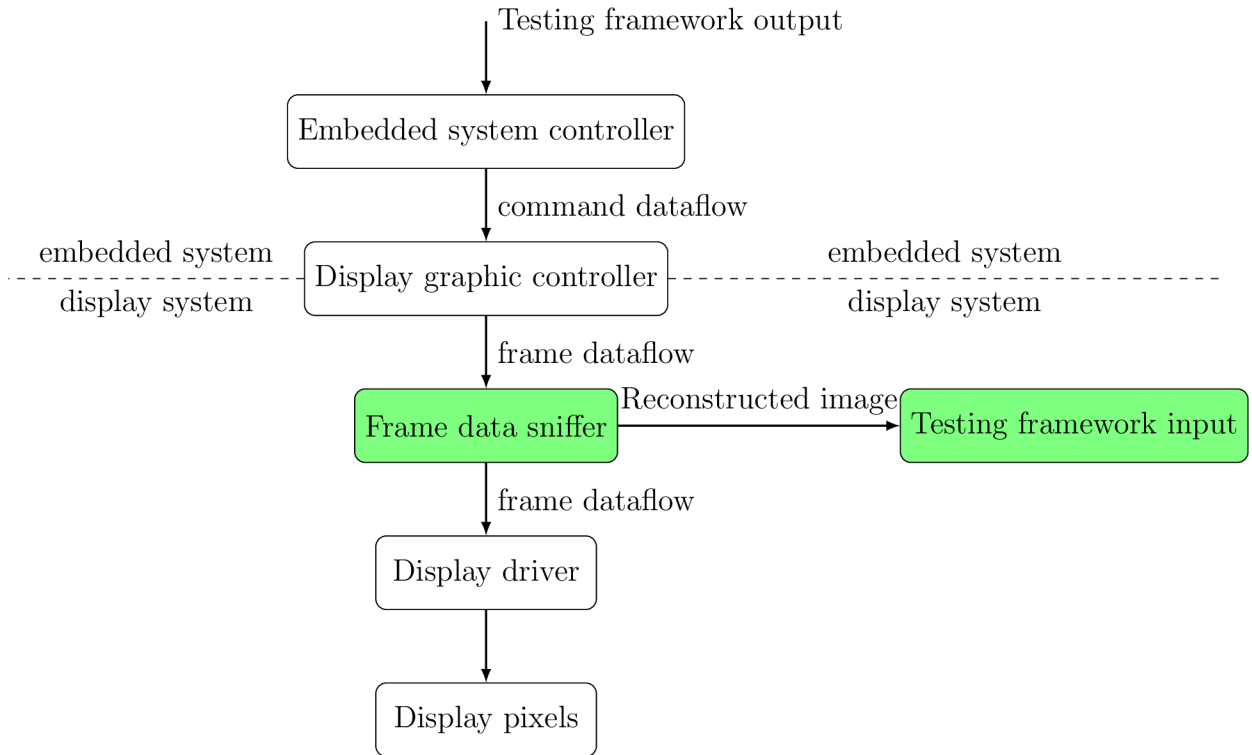 Testing framework output
Embedded system controller
command dataflow
embedded system
embedded system
Display graphic controller
display system
display system
frame dataflow
Reconstructed image
Frame data sniffer
Testing framework input
frame dataflow
Display driver
Display pixels